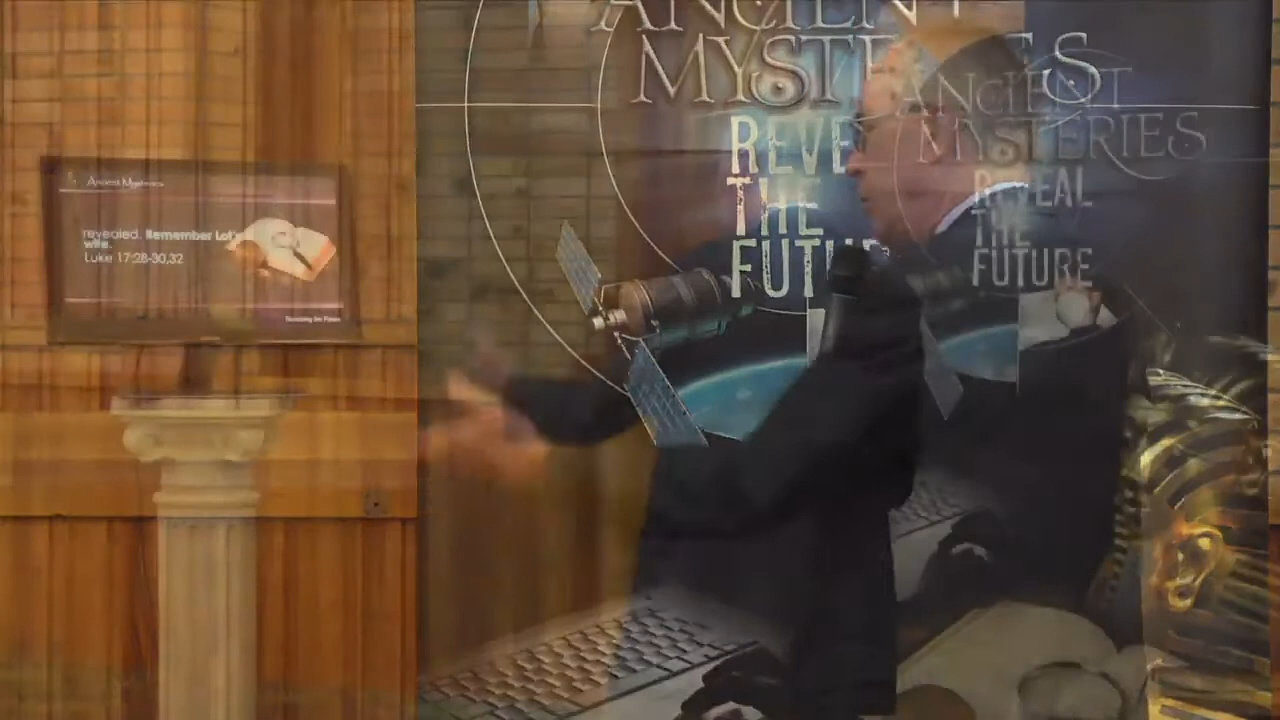 Ancient Mysteries
revealed. Remember Lot's
wife.
Luke 17:28-30,32
ANCIENT
MYSTERIES
REVE
THE
FUTU
ANCIENT
MYSTERIES
REVEAL
THE
FUTURE